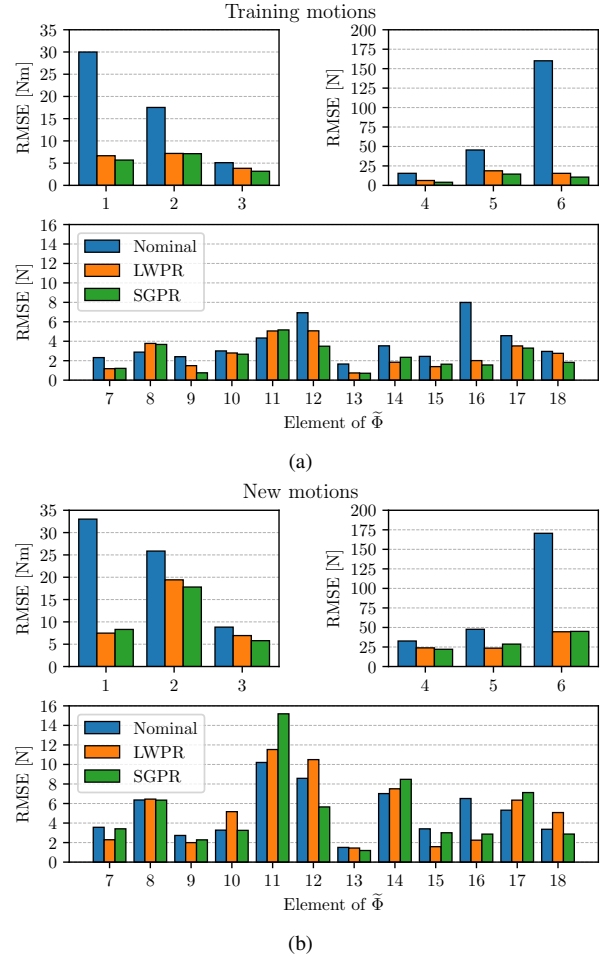 Training motions
RMSE [Nm]
35
30
25
20
15
10
5
0
1 2 3
RMSE [N]
200
175
150
125
100
75
50
25
0
4 5 6
RMSE [N]
16
14
12
10
8
6
4
2
0
Nominal
LWPR
SGPR
7 8 9 10 11 12 13 14 15 16 17 18
Element of Φ̃
(a)
New motions
RMSE [Nm]
35
30
25
20
15
10
5
0
1 2 3
RMSE [N]
200
175
150
125
100
75
50
25
0
4 5 6
RMSE [N]
16
14
12
10
8
6
4
2
0
Nominal
LWPR
SGPR
7 8 9 10 11 12 13 14 15 16 17 18
Element of Φ̃
(b)